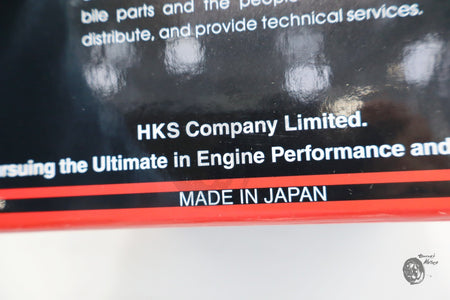 bile parts and the people
distribute, and provide technical services.
HKS Company Limited.
rsuing the Ultimate in Engine Performance and
MADE IN JAPAN